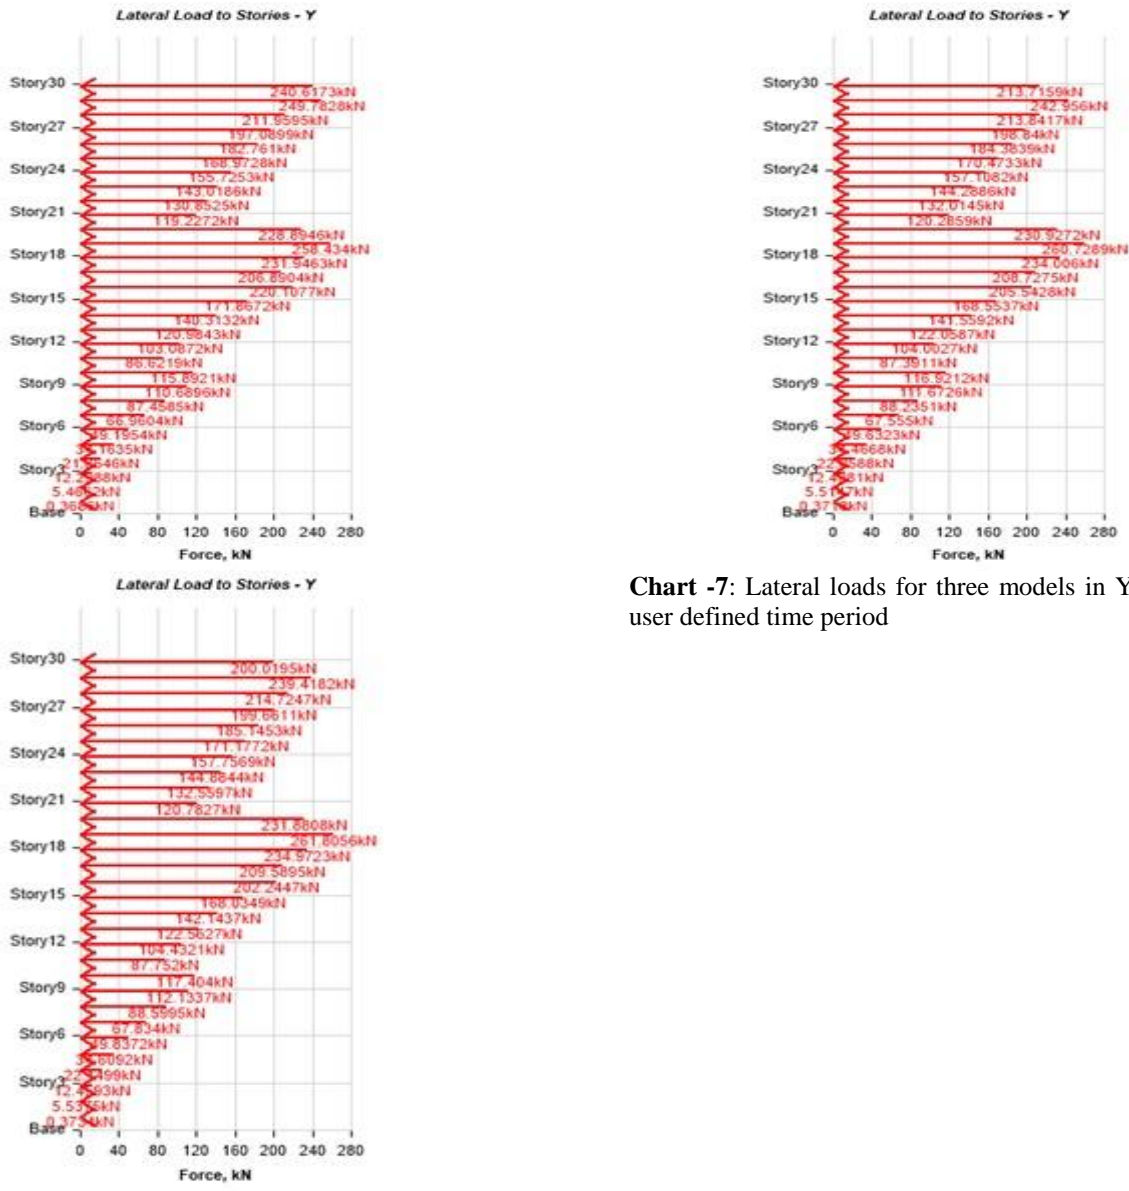 Lateral Load to Stories - Y
Story30
240.6173kN
249.7828kN
211.9595kN
Story27
197.0899kN
182.761kN
168.9728kN
Story24
155.7253kN
143.0186kN
130.8525kN
Story21
119.2272kN
228.8946kN
258.434kN
Story18
231.9463kN
206.8904kN
220.1077kN
Story15
171.8672kN
140.3132kN
120.9843kN
Story12
103.0872kN
86.6219kN
115.8921kN
Story9
110.6896kN
87.4585kN
66.9604kN
Story6
49.1954kN
Story3
Base
0 40 80 120 160 200 240 280
Force, kN
Lateral Load to Stories - Y
Story30
213.7159kN
242.956kN
213.8417kN
Story27
198.84kN
184.3839kN
170.4733kN
Story24
157.1082kN
144.2886kN
132.0145kN
Story21
120.2859kN
230.9272kN
260.7289kN
Story18
234.006kN
208.7275kN
205.5428kN
Story15
168.5537kN
141.5592kN
122.0587kN
Story12
104.0027kN
87.3911kN
116.9212kN
Story9
111.6726kN
88.2351kN
67.555kN
Story6
49.6323kN
Story3
Base
0 40 80 120 160 200 240 280
Force, kN
Chart -7: Lateral loads for three models in Y
user defined time period
Lateral Load to Stories - Y
Story30
200.0195kN
239.4182kN
214.7247kN
Story27
199.6611kN
185.1453kN
171.1772kN
Story24
157.7569kN
144.8844kN
132.5597kN
Story21
120.7827kN
231.8808kN
261.8056kN
Story18
234.9723kN
209.5895kN
202.2447kN
Story15
168.0349kN
142.1437kN
122.5627kN
Story12
104.4321kN
87.752kN
117.404kN
Story9
112.1337kN
88.5995kN
67.834kN
Story6
49.8372kN
Story3
Base
0 40 80 120 160 200 240 280
Force, kN